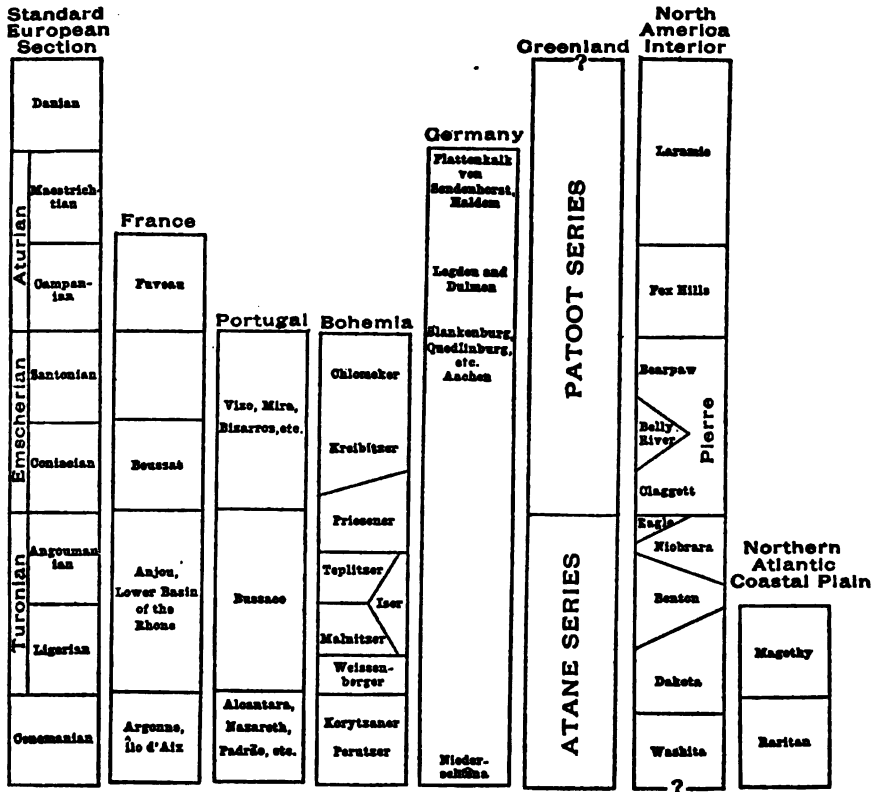 Standard
European
Section
Danian
Aturian
Maestrich-
tian
Campan-
ian
Emscherian
Santonian
Coniacian
Turonian
Angouman
ian
Ligerian
Cenemanian
France
Fuveau
Beussat
Anjou,
Lower Basin
of the
Rhone
Argonne,
Île d'Aix
Portugal
Vizo, Mira,
Bizarros, etc.
Bussaco
Alcantara,
Nazareth,
Padrão, etc.
Bohemia
Chlomeker
Kreibitzer
Priesener
Teplitzer
Iser
Malnitzer
Weissen-
berger
Korytzaner
Perutzer
Germany
Plattenkalk
von
Sendenhorst,
Haldem
Legden and
Dulmen
Blankenburg,
Quedlinburg,
etc.
Aachen
Nieder-
schöna
Greenland
?
PATOOT SERIES
ATANE SERIES
North
America
Interior
Laramie
Fox Hills
Bearpaw
Belly
River
Pierre
Claggett
Eagle
Niobrara
Benton
Dakota
Washita
?
Northern
Atlantic
Coastal Plain
Magothy
Raritan